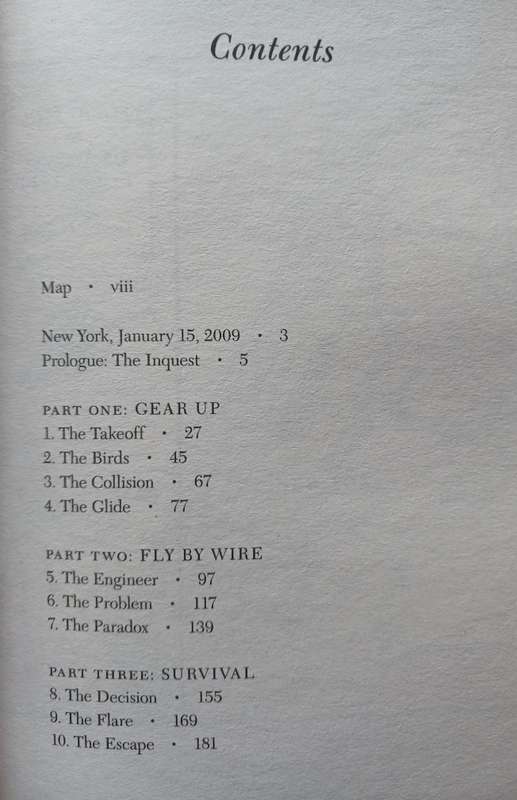 Contents
Map • viii
New York, January 15, 2009 • 3
Prologue: The Inquest • 5
PART ONE: GEAR UP
1. The Takeoff • 27
2. The Birds • 45
3. The Collision • 67
4. The Glide • 77
PART TWO: FLY BY WIRE
5. The Engineer • 97
6. The Problem • 117
7. The Paradox • 139
PART THREE: SURVIVAL
8. The Decision • 155
9. The Flare • 169
10. The Escape • 181